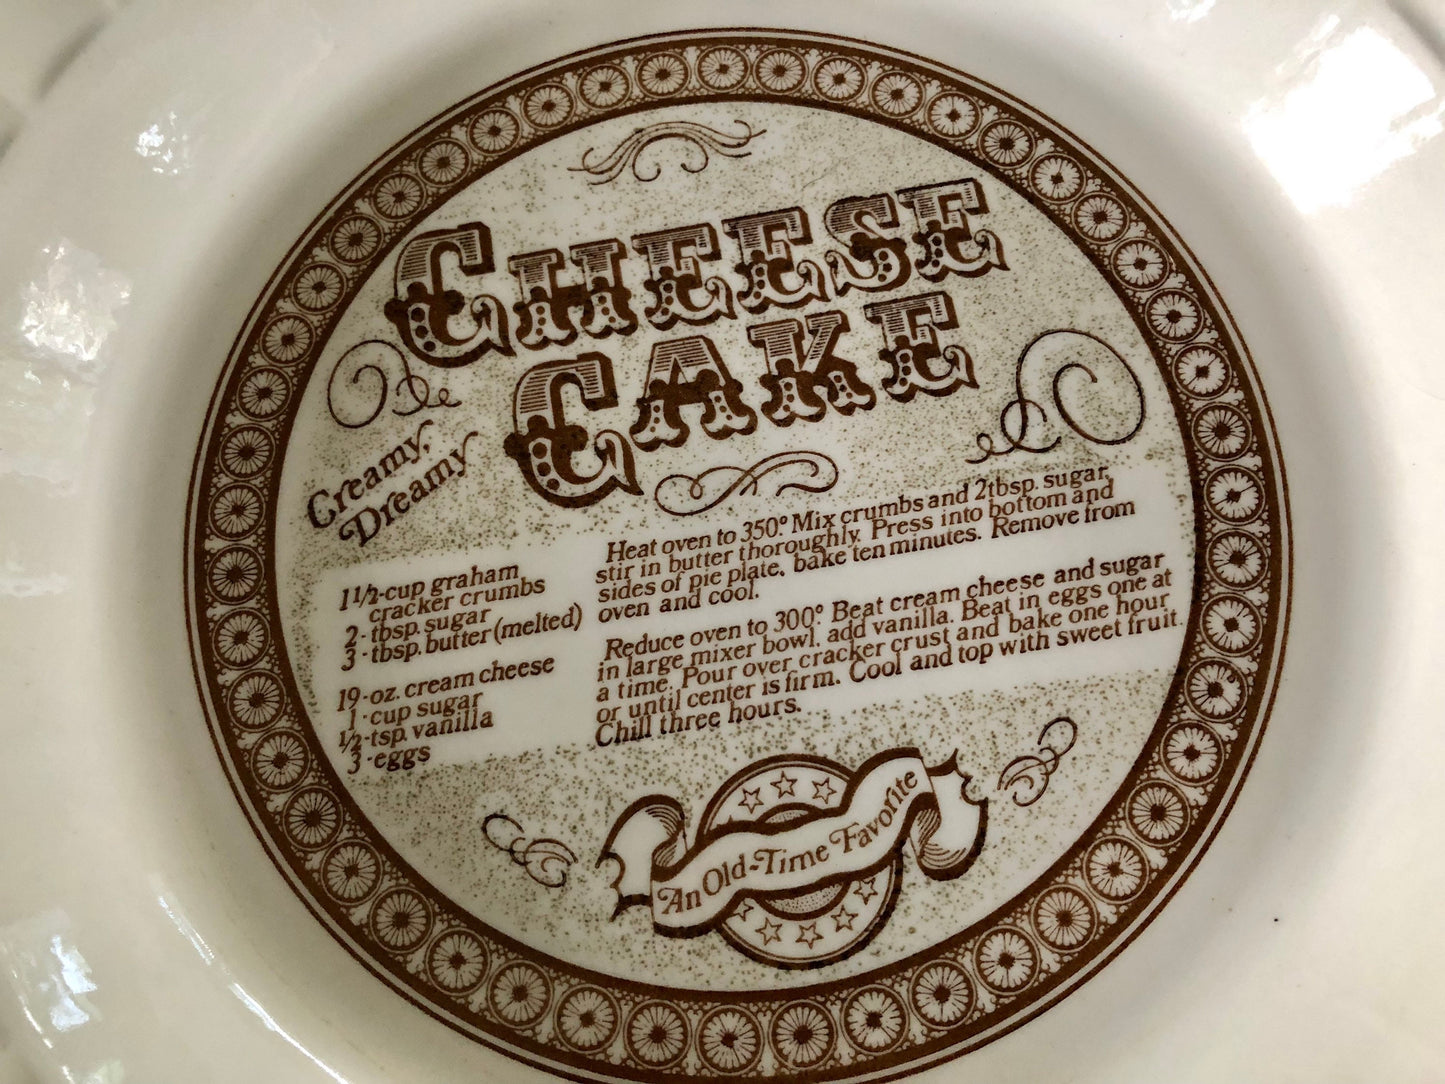 CHEESE
CAKE
Creamy,
Dreamy
1 1/2-cup graham
cracker crumbs
2-tbsp. sugar
3-tbsp. butter (melted)
19-oz. cream cheese
1-cup sugar
1/2-tsp. vanilla
3-eggs
Heat oven to 350° Mix crumbs and 2 tbsp. sugar,
stir in butter thoroughly. Press into bottom and
sides of pie plate, bake ten minutes. Remove from
oven and cool.
Reduce oven to 300° Beat cream cheese and sugar
in large mixer bowl. add vanilla. Beat in eggs one at
a time. Pour over cracker crust and bake one hour
or until center is firm. Cool and top with sweet fruit.
Chill three hours.
An Old-Time Favorite